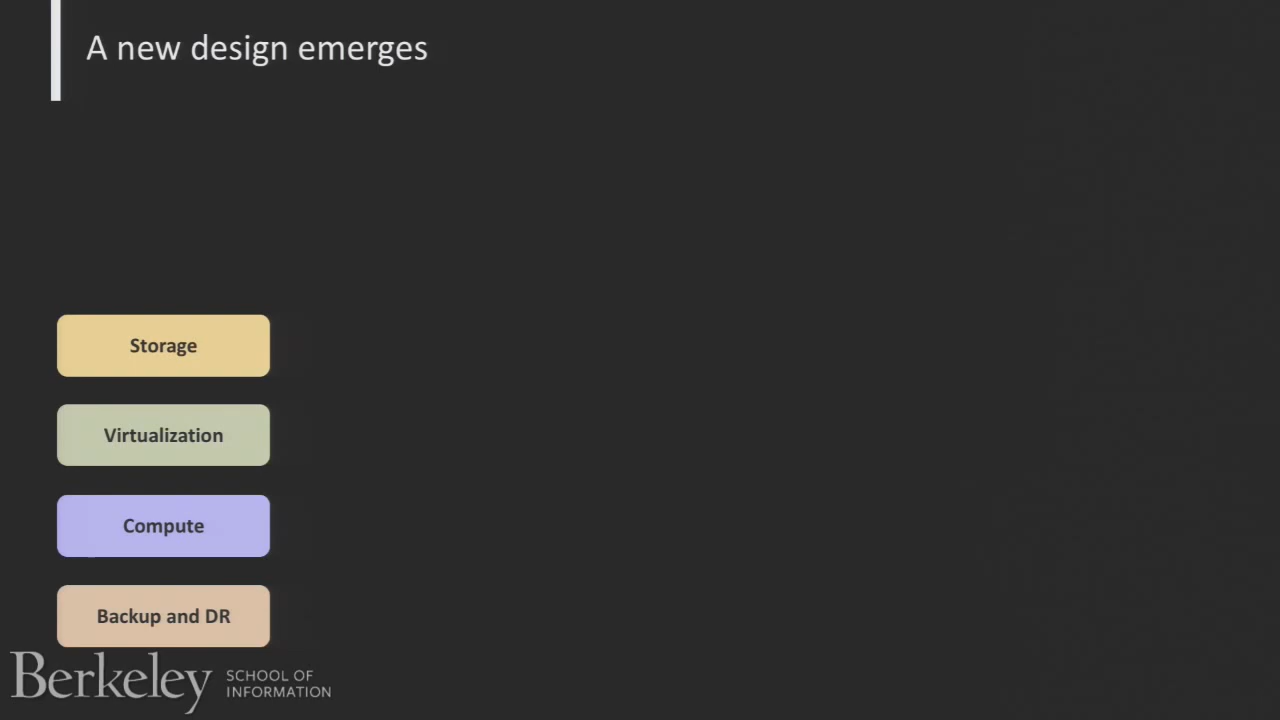 A new design emerges
Storage
Virtualization
Compute
Backup and DR
Berkeley
SCHOOL OF
INFORMATION